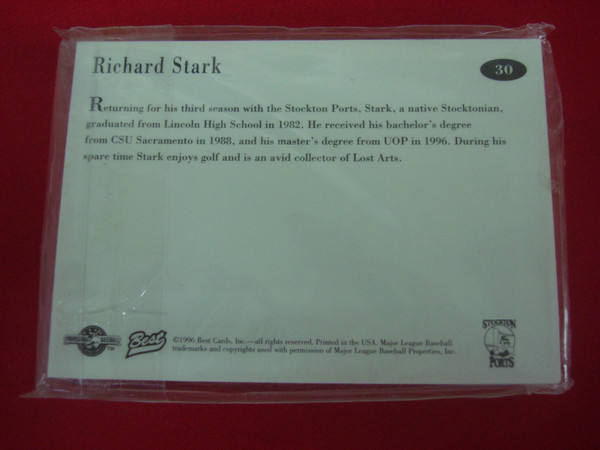 Richard Stark
30
Returning for his third season with the Stockton Ports, Stark, a native Stocktonian,
graduated from Lincoln High School in 1982. He received his bachelor's degree
from CSU Sacramento in 1988, and his master's degree from UOP in 1996. During his
spare time Stark enjoys golf and is an avid collector of Lost Arts.
Best
©1996 Best Cards, Inc.—all rights reserved. Printed in the USA. Major League Baseball
trademarks and copyrights used with permission of Major League Baseball Properties, Inc.
STOCKTON
PORTS